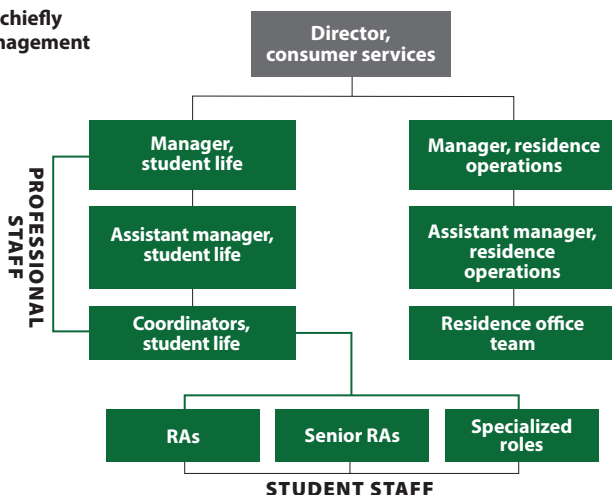 chiefly
Director,
consumer services
Manager,
student life
Manager, residence
operations
PROFESSIONAL
STAFF
Assistant manager,
student life
Assistant manager,
residence
operations
Coordinators,
student life
Residence office
team
RAs
Senior RAs
Specialized
roles
STUDENT STAFF